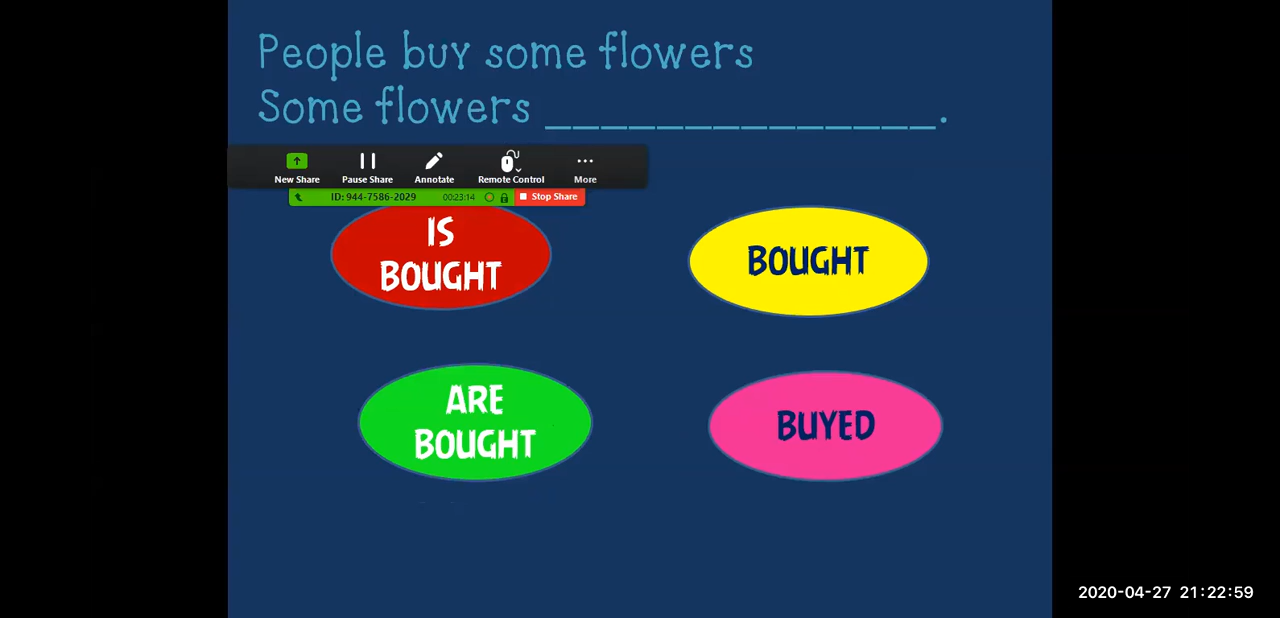 People buy some flowers
Some flowers ______________.
New Share Pause Share Annotate Remote Control More
ID: 944-7586-2029 00:23:14 Stop Share
IS
BOUGHT
BOUGHT
ARE
BOUGHT
BUYED
2020-04-27 21:22:59